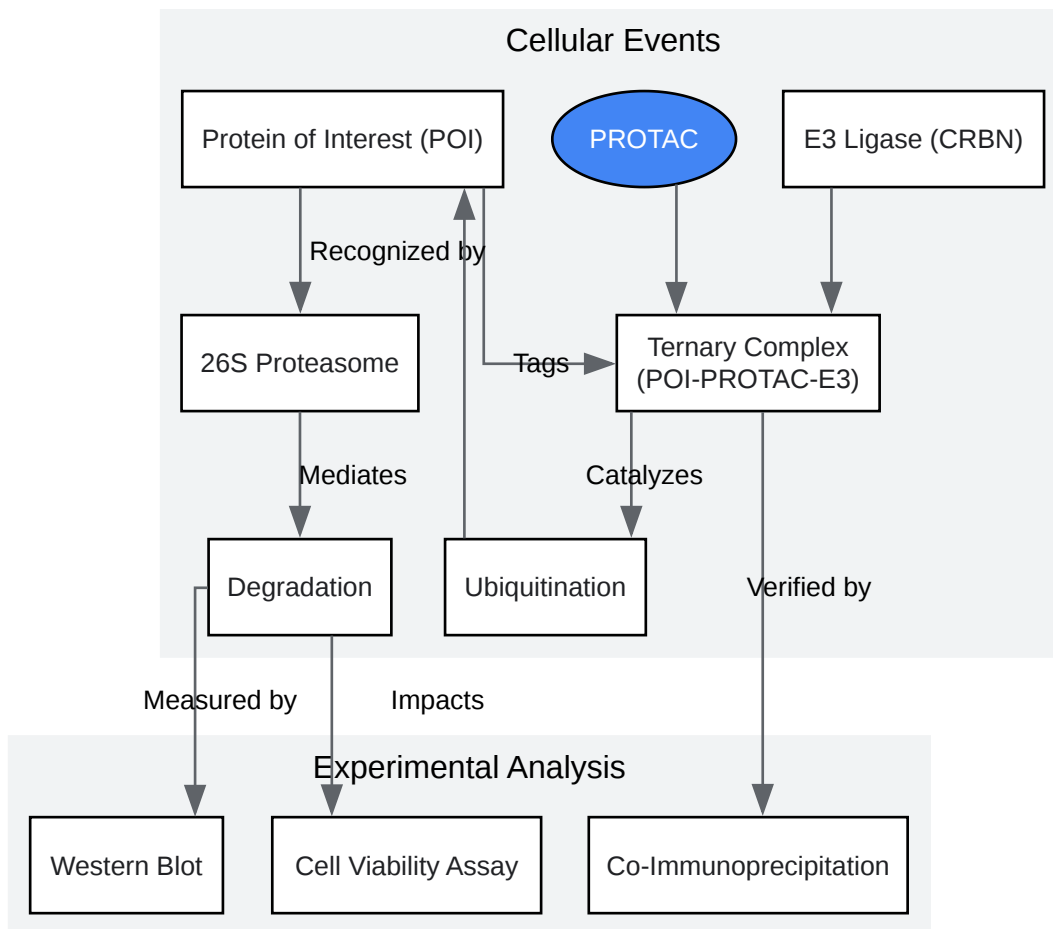 Cellular Events
Protein of Interest (POI)
PROTAC
E3 Ligase (CRBN)
Recognized by
26S Proteasome
Tags
Ternary Complex
(POI-PROTAC-E3)
Mediates
Catalyzes
Degradation
Ubiquitination
Verified by
Measured by
Impacts
Experimental Analysis
Western Blot
Cell Viability Assay
Co-Immunoprecipitation